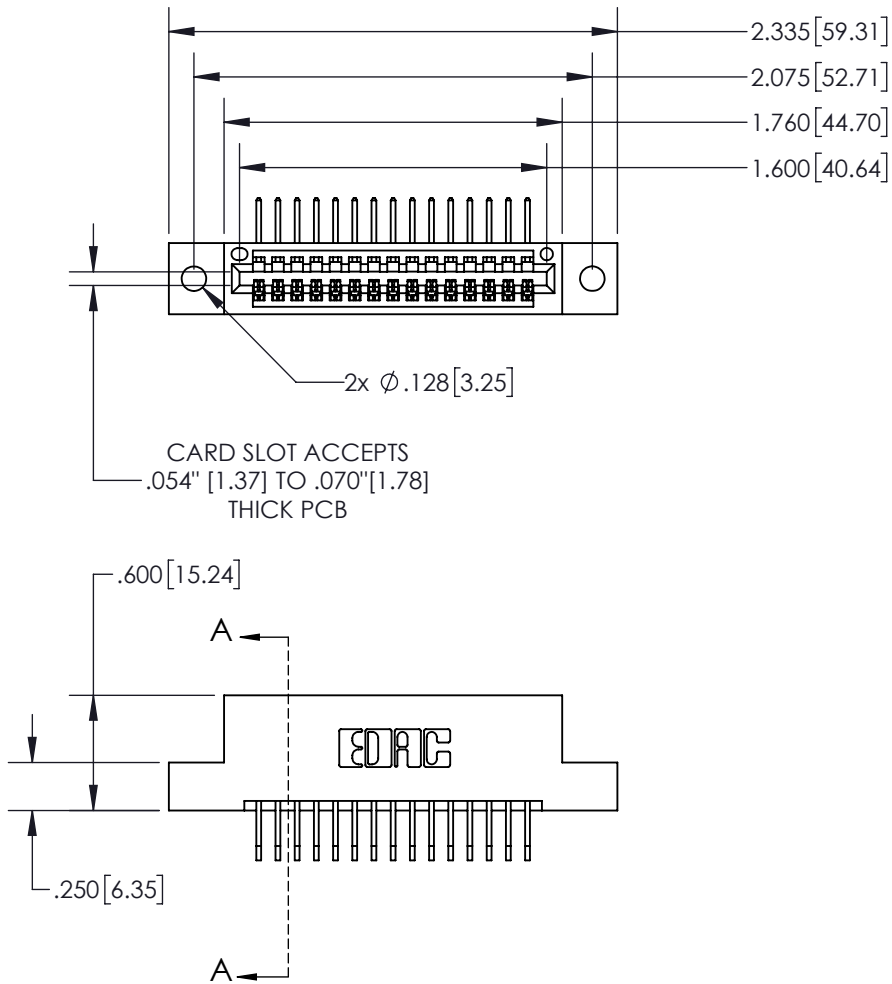 2.335[59.31]
2.075[52.71]
1.760[44.70]
1.600[40.64]
2x Ø.128[3.25]
CARD SLOT ACCEPTS
.054" [1.37] TO .070"[1.78]
THICK PCB
.600[15.24]
A
EDAC
.250[6.35]
A